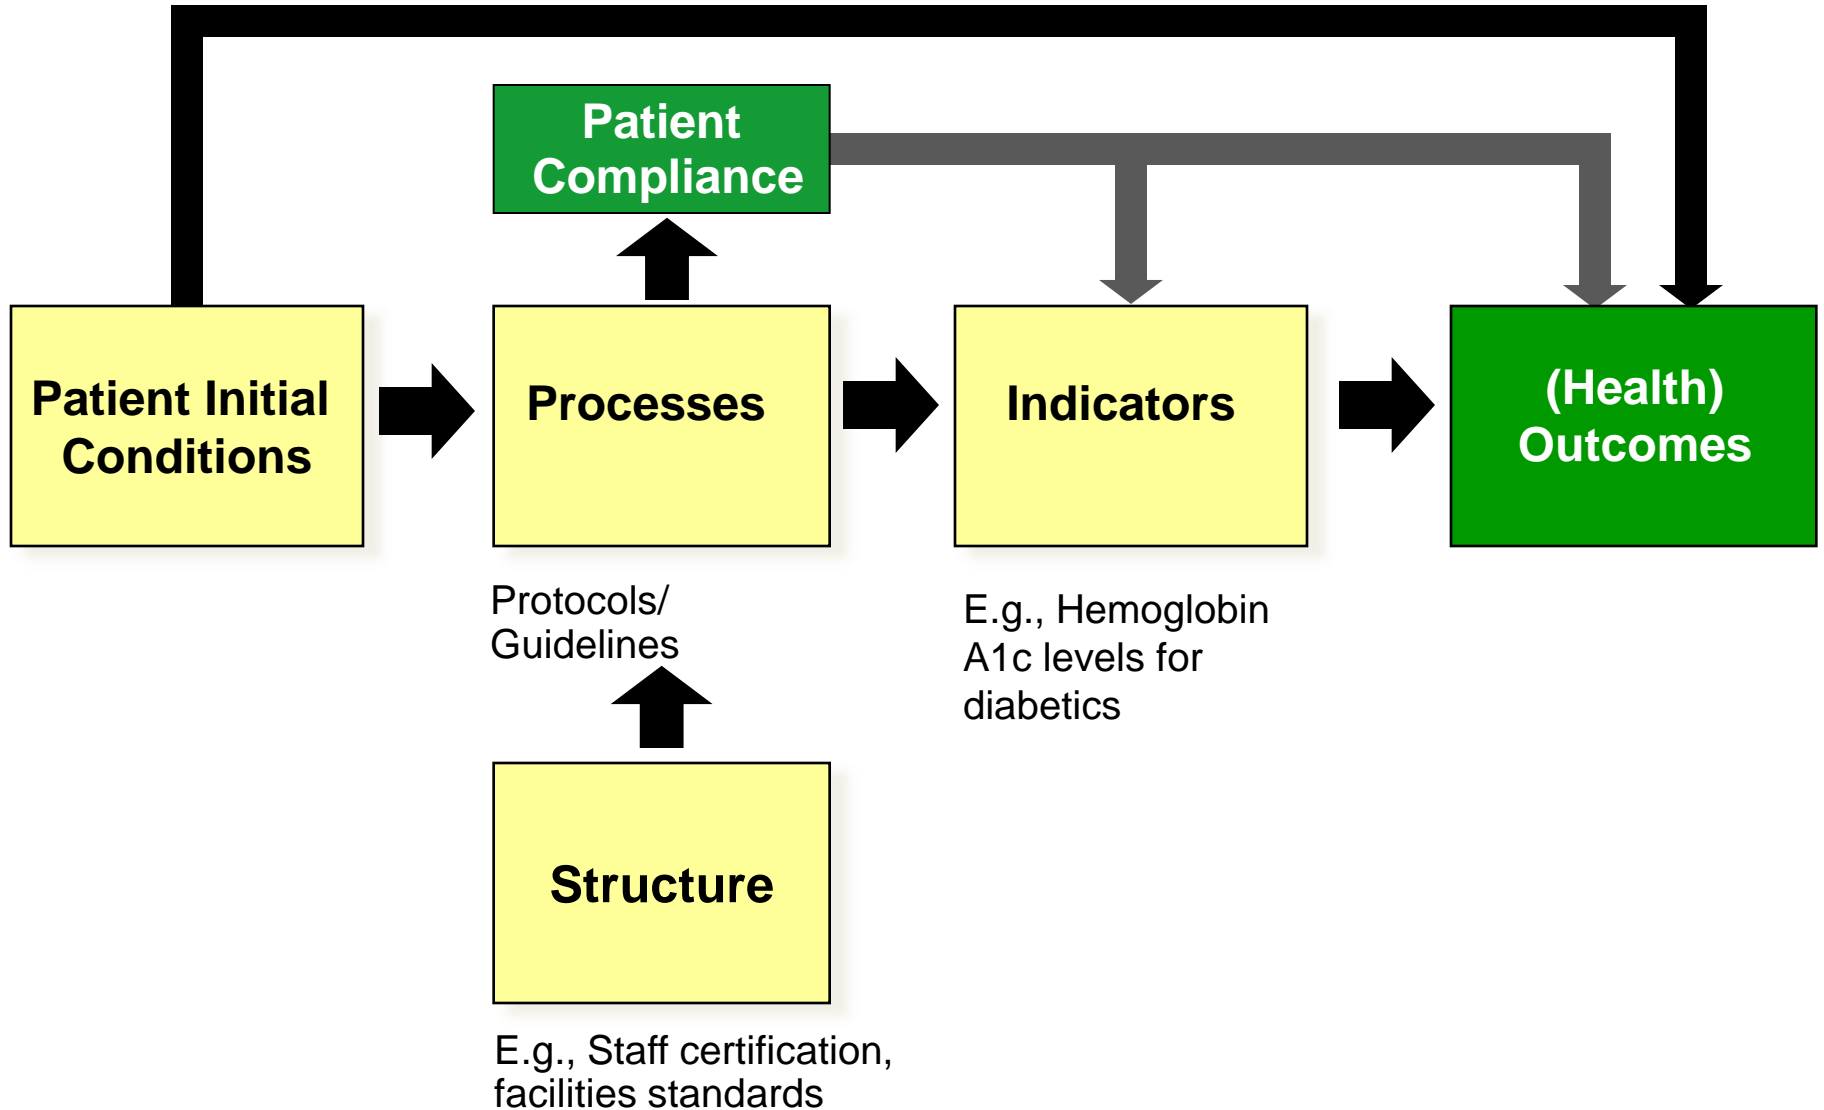 Patient
Compliance
Patient Initial
Conditions
Processes
Indicators
(Health)
Outcomes
Protocols/
Guidelines
E.g., Hemoglobin
A1c levels for
diabetics
Structure
E.g., Staff certification,
facilities standards